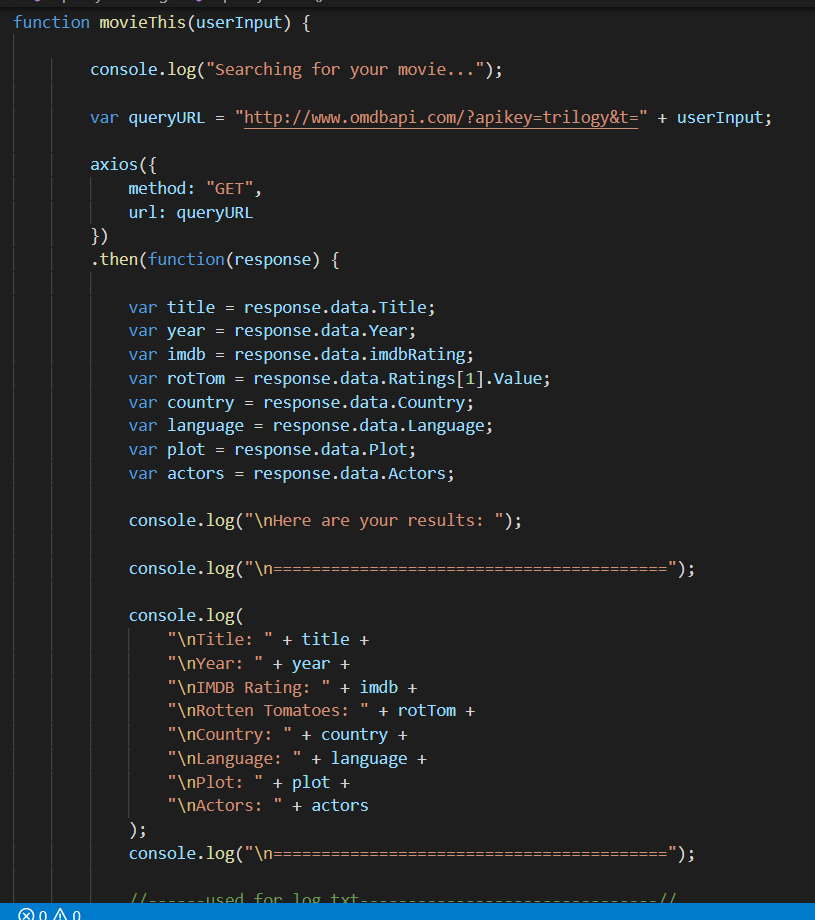 function movieThis(userInput) {
console.log("Searching for your movie...");
var queryURL = "http://www.omdbapi.com/?apikey=trilogy&t=" + userInput;
axios({
method: "GET",
url: queryURL
})
.then(function(response) {
var title = response.data.Title;
var year = response.data.Year;
var imdb = response.data.imdbRating;
var rotTom = response.data.Ratings[1].Value;
var country = response.data.Country;
var language = response.data.Language;
var plot = response.data.Plot;
var actors = response.data.Actors;
console.log("\nHere are your results: ");
console.log("\n=========================================");
console.log(
"\nTitle: " + title +
"\nYear: " + year +
"\nIMDB Rating: " + imdb +
"\nRotten Tomatoes: " + rotTom +
"\nCountry: " + country +
"\nLanguage: " + language +
"\nPlot: " + plot +
"\nActors: " + actors
);
console.log("\n=========================================");
//------used for log.txt-------------------------------//
0 0